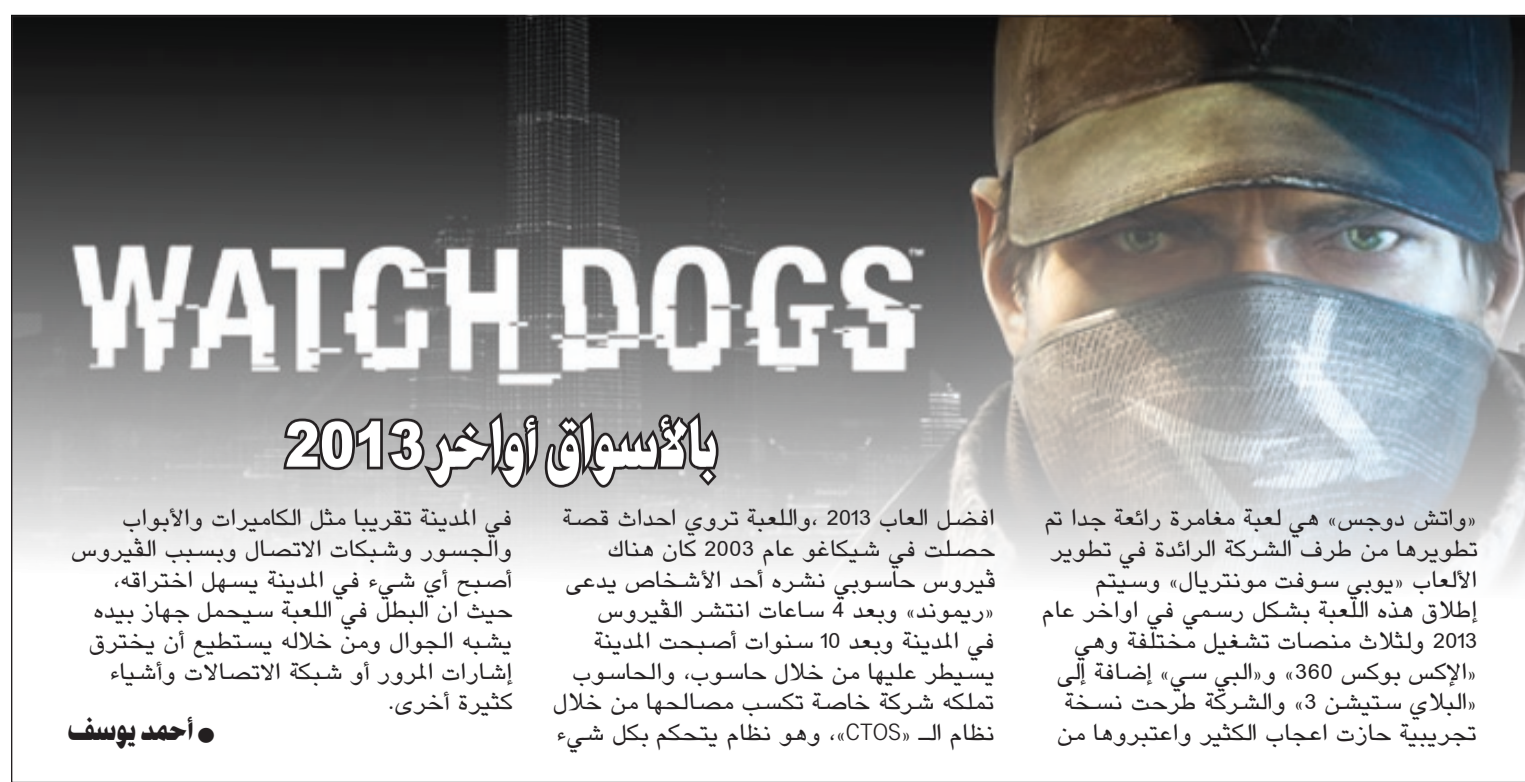 WATCH_DOGS™
بالأسواق أواخر 2013
«واتش دوجس» هي لعبة مغامرة رائعة جدا تم
تطويرها من طرف الشركة الرائدة في تطوير
الألعاب «يوبي سوفت مونتريال» وسيتم
إطلاق هذه اللعبة بشكل رسمي في اواخر عام
2013 ولثلاث منصات تشغيل مختلفة وهي
«الإكس بوكس 360» و«البي سي» إضافة إلى
«البلاي ستيشن 3» والشركة طرحت نسخة
تجريبية حازت اعجاب الكثير واعتبروها من
افضل العاب 2013 ،واللعبة تروي احداث قصة
حصلت في شيكاغو عام 2003 كان هناك
ڤيروس حاسوبي نشره أحد الأشخاص يدعى
«ريموند» وبعد 4 ساعات انتشر الڤيروس
في المدينة وبعد 10 سنوات أصبحت المدينة
يسيطر عليها من خلال حاسوب، والحاسوب
تملكه شركة خاصة تكسب مصالحها من خلال
نظام الـ «CTOS»، وهو نظام يتحكم بكل شيء
في المدينة تقريبا مثل الكاميرات والأبواب
والجسور وشبكات الاتصال وبسبب الڤيروس
أصبح أي شيء في المدينة يسهل اختراقه،
حيث ان البطل في اللعبة سيحمل جهاز بيده
يشبه الجوال ومن خلاله يستطيع أن يخترق
إشارات المرور أو شبكة الاتصالات وأشياء
كثيرة أخرى.
● أحمد يوسف